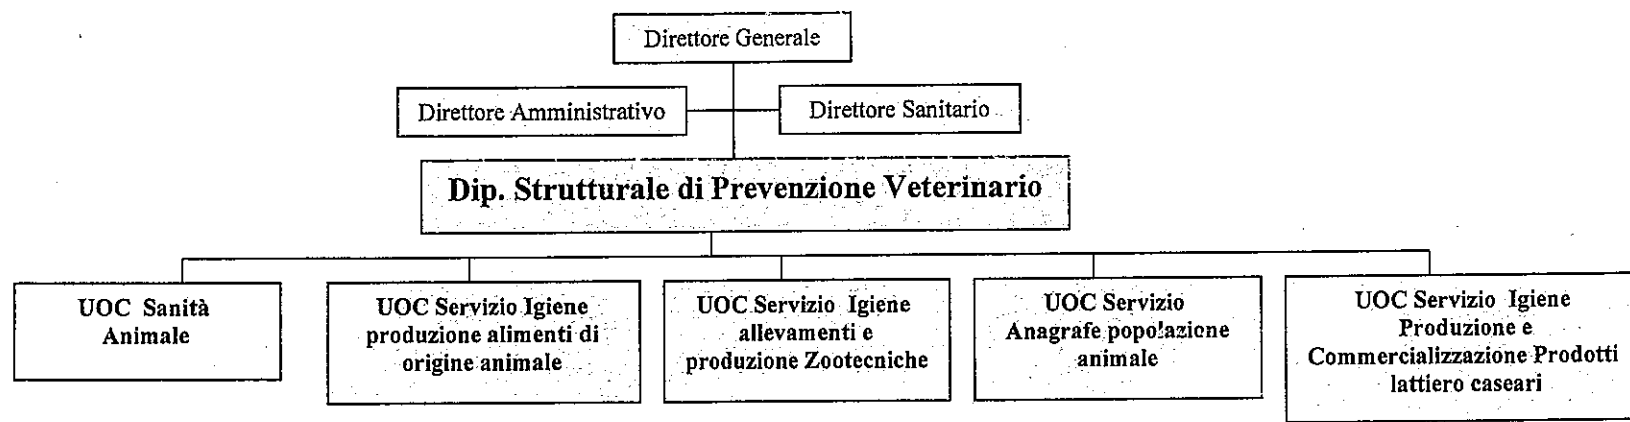 Direttore Generale
Direttore Amministrativo
Direttore Sanitario
Dip. Strutturale di Prevenzione Veterinario
UOC Sanità
Animale
UOC Servizio Igiene
produzione alimenti di
origine animale
UOC Servizio Igiene
allevamenti e
produzione Zootecniche
UOC Servizio
Anagrafe popolazione
animale
UOC Servizio Igiene
Produzione e
Commercializzazione Prodotti
lattiero caseari